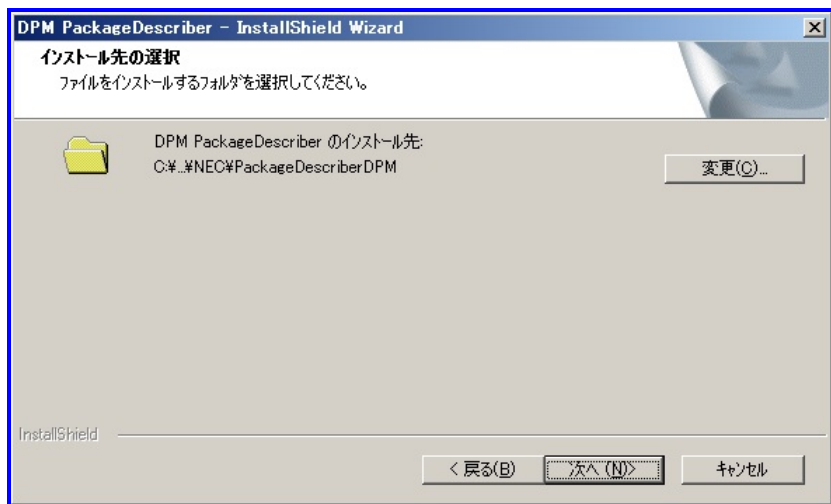 DPM PackageDescriber - InstallShield Wizard
インストール先の選択
ファイルをインストールするフォルダを選択してください。
DPM PackageDescriber のインストール先:
C:¥...¥NEC¥PackageDescriberDPM
変更(C)...
InstallShield
< 戻る(B)
次へ (N)>
キャンセル